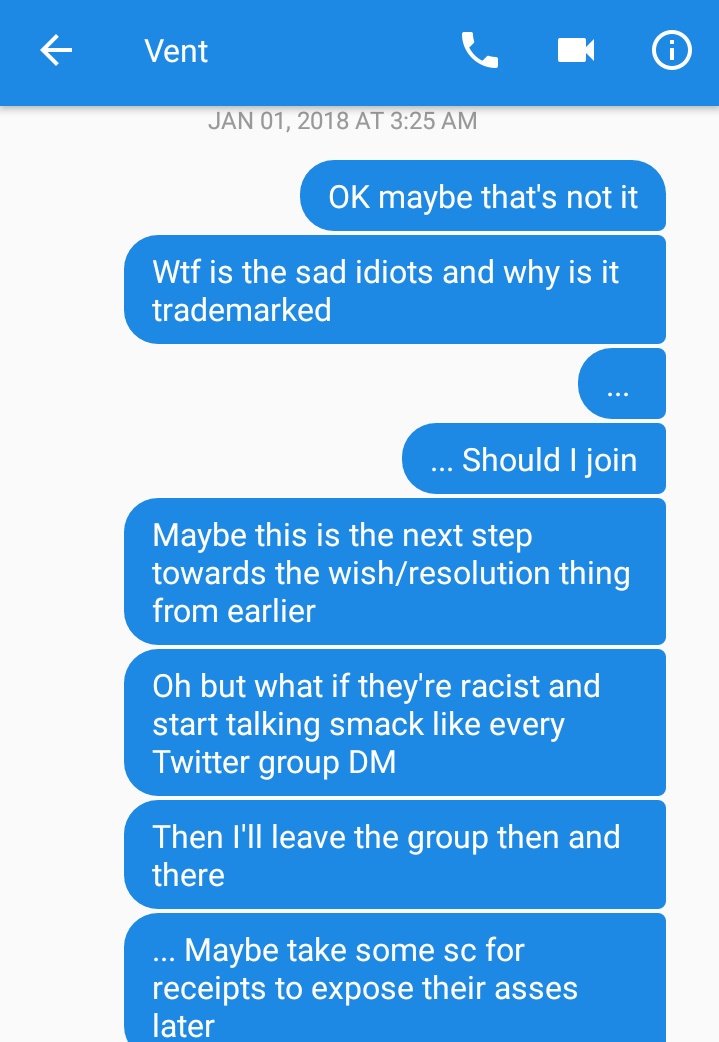 Vent
JAN 01, 2018 AT 3:25 AM
OK maybe that's not it
Wtf is the sad idiots and why is it
trademarked
...
... Should I join
Maybe this is the next step
towards the wish/resolution thing
from earlier
Oh but what if they're racist and
start talking smack like every
Twitter group DM
Then I'll leave the group then and
there
... Maybe take some sc for
receipts to expose their asses
later